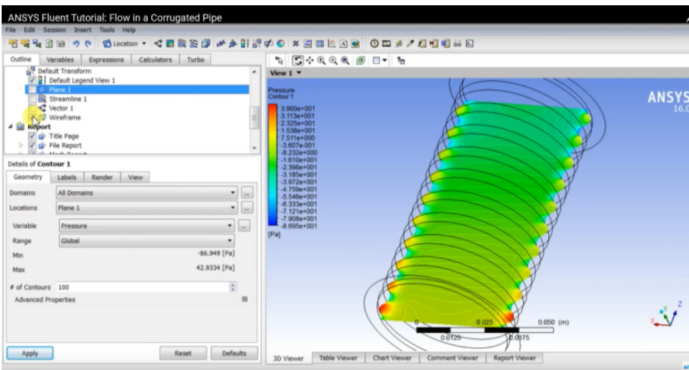 ANSYS Fluent Tutorial: Flow in a Corrugated Pipe
File Edit Session Insert Tools Help
Location
Outline Variables Expressions Calculators Turbo
Default Transform
Default Legend View 1
Plane 1
Streamline 1
Vector 1
Wireframe
Report
Title Page
File Report
Mesh Report
Details of Contour 1
Geometry Labels Render View
Domains All Domains
Locations Plane 1
Variable Pressure
Range Global
Min -86.949 [Pa]
Max 42.9334 [Pa]
# of Contours 100
Advanced Properties
Apply Reset Defaults
View 1
Pressure
Contour 1
3.900e+001
3.113e+001
2.325e+001
1.538e+001
7.511e+000
-3.607e-001
-8.232e+000
-1.610e+001
-2.398e+001
-3.185e+001
-3.972e+001
-4.759e+001
-5.546e+001
-6.333e+001
-7.121e+001
-7.908e+001
-8.695e+001
[Pa]
ANSYS
16.0
0 0.025 0.050 (m)
0.0125 0.0375
Z
3D Viewer Table Viewer Chart Viewer Comment Viewer Report Viewer